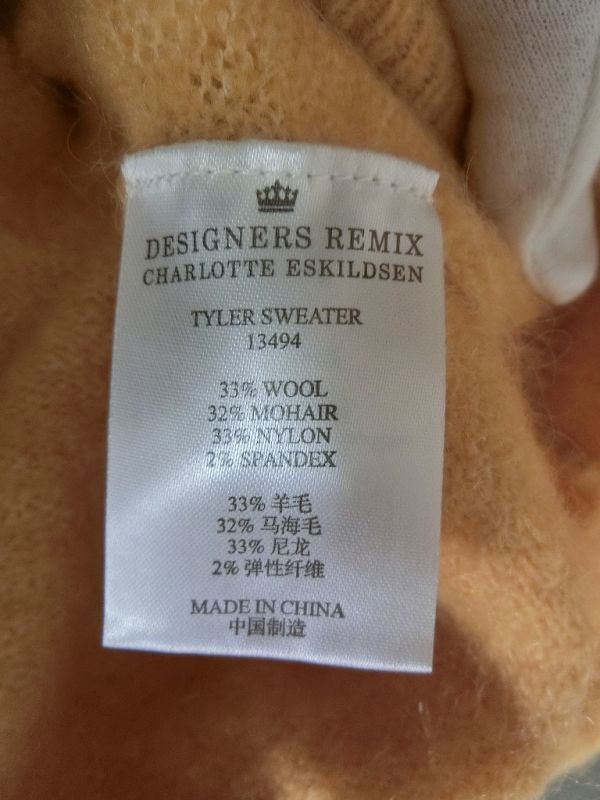 DESIGNERS REMIX
CHARLOTTE ESKILDSEN
TYLER SWEATER
13494
33% WOOL
32% MOHAIR
33% NYLON
2% SPANDEX
33% 羊毛
32% 马海毛
33% 尼龙
2% 弹性纤维
MADE IN CHINA
中国制造